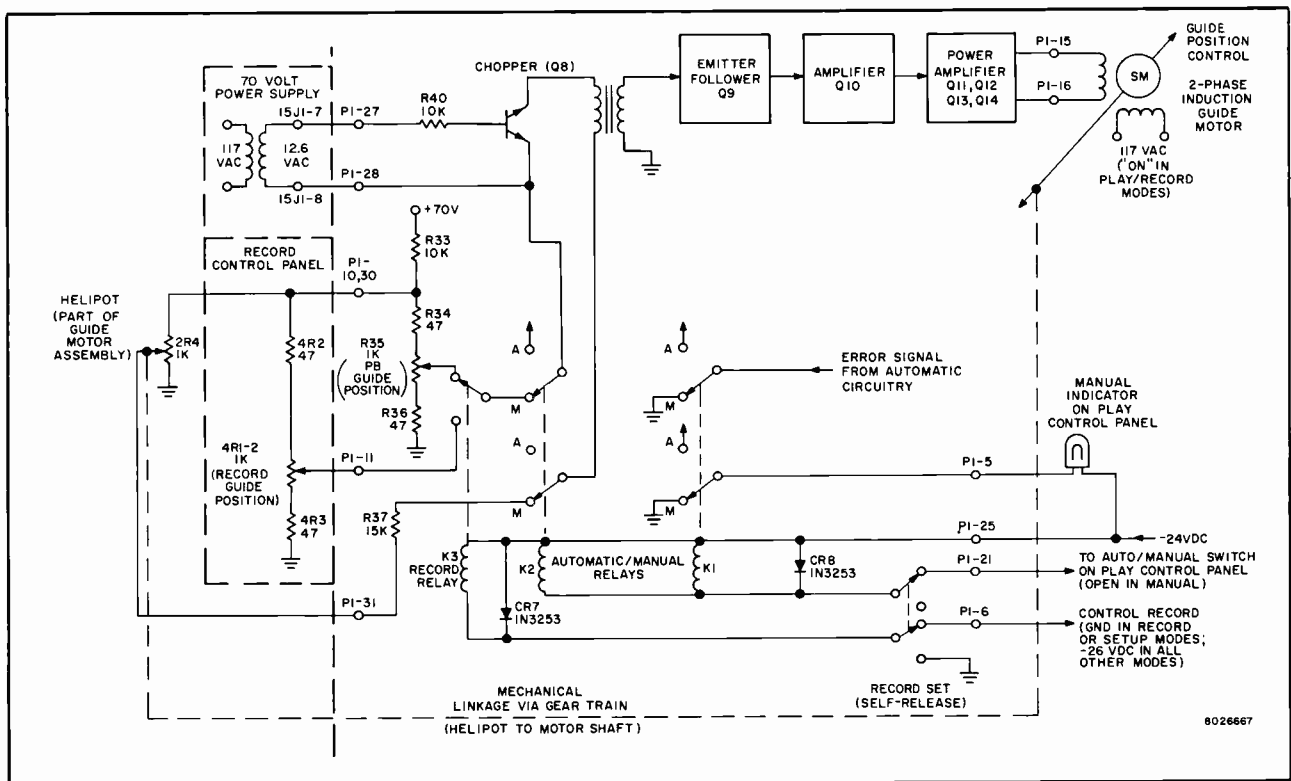 70 VOLT
POWER SUPPLY
117
VAC
12.6
VAC
15J1-7
15J1-8
P1-27
P1-28
R40
10K
CHOPPER (Q8)
EMITTER
FOLLOWER
Q9
AMPLIFIER
Q10
POWER
AMPLIFIER
Q11, Q12
Q13, Q14
P1-15
P1-16
SM
GUIDE
POSITION
CONTROL
2-PHASE
INDUCTION
GUIDE
MOTOR
117 VAC
("ON" IN
PLAY/RECORD
MODES)
+70V
R33
10K
RECORD
CONTROL PANEL
P1-
10,30
HELIPOT
(PART OF
GUIDE
MOTOR
ASSEMBLY)
2R4
1K
4R2
47
R34
47
R35
1K
PB
(GUIDE
POSITION)
R36
47
4R1-2
1K
(RECORD
GUIDE
POSITION)
P1-11
4R3
47
R37
15K
P1-31
A
M
A
M
A
M
A
M
ERROR SIGNAL
FROM AUTOMATIC
CIRCUITRY
MANUAL
INDICATOR
ON PLAY
CONTROL PANEL
P1-5
P1-25
-24VDC
K3
RECORD
RELAY
K2
AUTOMATIC/MANUAL
RELAYS
K1
CR8
1N3253
CR7
1N3253
P1-21
TO AUTO/MANUAL SWITCH
ON PLAY CONTROL PANEL
(OPEN IN MANUAL)
P1-6
CONTROL RECORD
(GND IN RECORD
OR SETUP MODES;
-26 VDC IN ALL
OTHER MODES)
RECORD SET
(SELF-RELEASE)
MECHANICAL
LINKAGE VIA GEAR TRAIN
(HELIPOT TO MOTOR SHAFT)
8026667